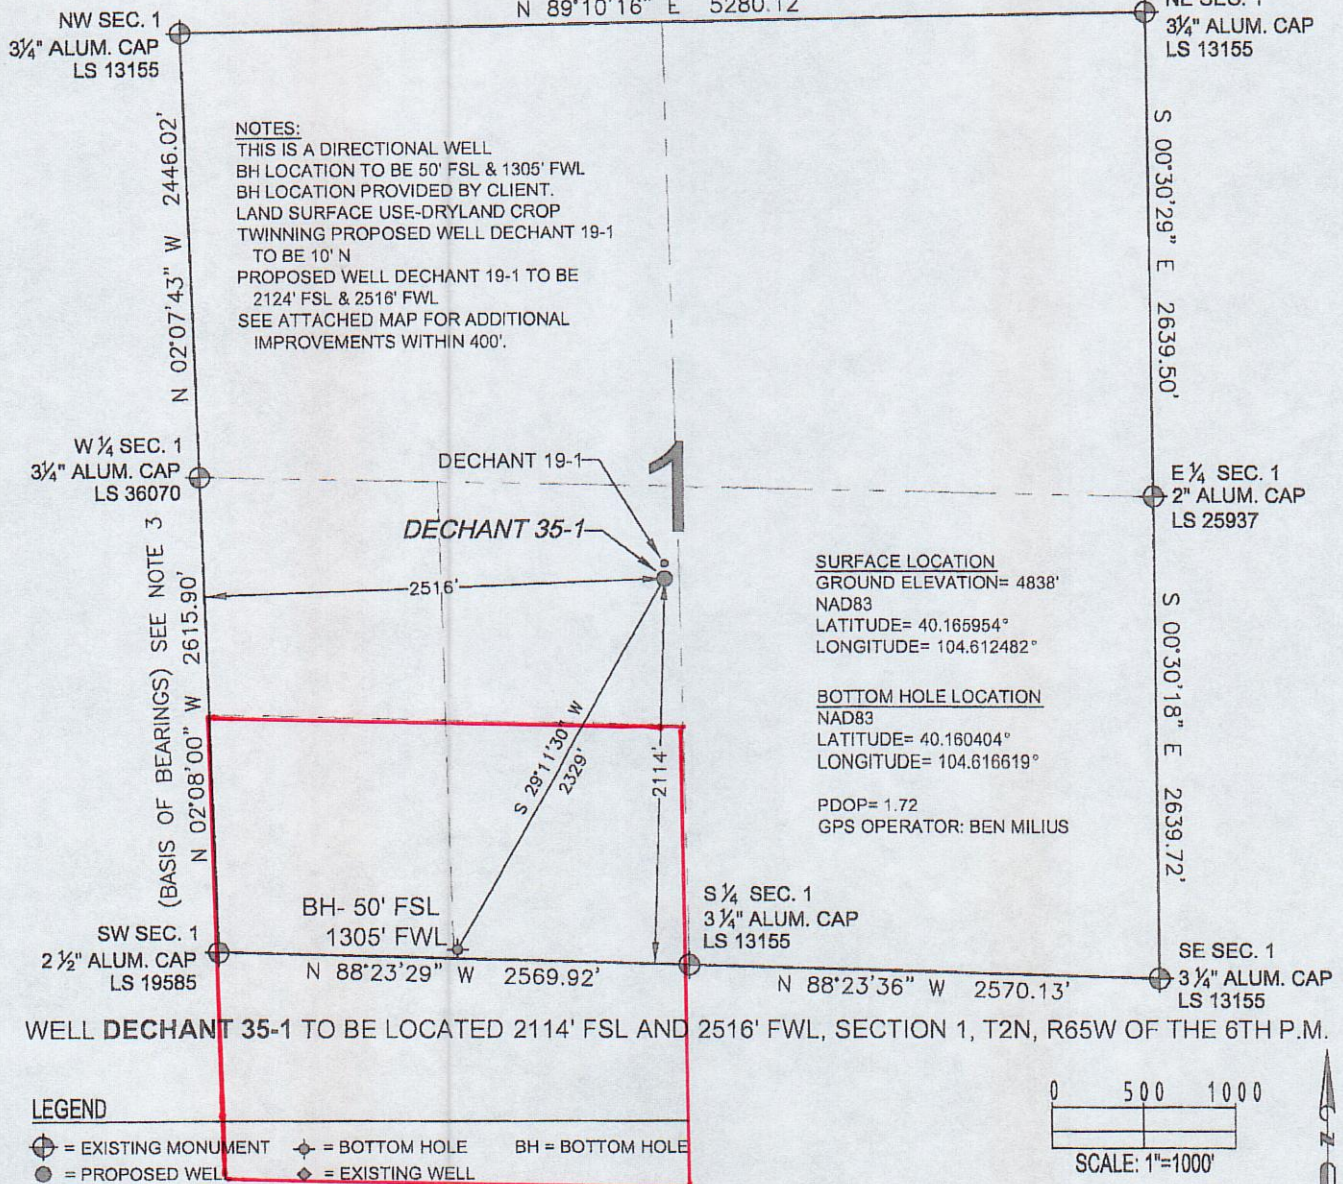 N 89°10'16" E 5280.12'
NW SEC. 1
3¼" ALUM. CAP
LS 13155
NE SEC. 1
3¼" ALUM. CAP
LS 13155
N 02°07'43" W 2446.02'
NOTES:
THIS IS A DIRECTIONAL WELL
BH LOCATION TO BE 50' FSL & 1305' FWL
BH LOCATION PROVIDED BY CLIENT.
LAND SURFACE USE-DRYLAND CROP
TWINNING PROPOSED WELL DECHANT 19-1
TO BE 10' N
PROPOSED WELL DECHANT 19-1 TO BE
2124' FSL & 2516' FWL
SEE ATTACHED MAP FOR ADDITIONAL
IMPROVEMENTS WITHIN 400'.
S 00°30'29" E 2639.50'
W ¼ SEC. 1
3¼" ALUM. CAP
LS 36070
DECHANT 19-1
1
DECHANT 35-1
E ¼ SEC. 1
2" ALUM. CAP
LS 25937
2516'
(BASIS OF BEARINGS) SEE NOTE 3
N 02°08'00" W 2615.90'
SURFACE LOCATION
GROUND ELEVATION= 4838'
NAD83
LATITUDE= 40.165954°
LONGITUDE= 104.612482°
BOTTOM HOLE LOCATION
NAD83
LATITUDE= 40.160404°
LONGITUDE= 104.616619°
PDOP= 1.72
GPS OPERATOR: BEN MILIUS
S 00°30'18" E 2639.72'
S 29°11'30" W
2329'
2114'
BH- 50' FSL
1305' FWL
SW SEC. 1
2 ½" ALUM. CAP
LS 19585
N 88°23'29" W 2569.92'
S ¼ SEC. 1
3 ¼" ALUM. CAP
LS 13155
N 88°23'36" W 2570.13'
SE SEC. 1
3 ¼" ALUM. CAP
LS 13155
WELL DECHANT 35-1 TO BE LOCATED 2114' FSL AND 2516' FWL, SECTION 1, T2N, R65W OF THE 6TH P.M.
LEGEND
= EXISTING MONUMENT = BOTTOM HOLE BH = BOTTOM HOLE
= PROPOSED WELL = EXISTING WELL
0 500 1000
SCALE: 1"=1000'
N